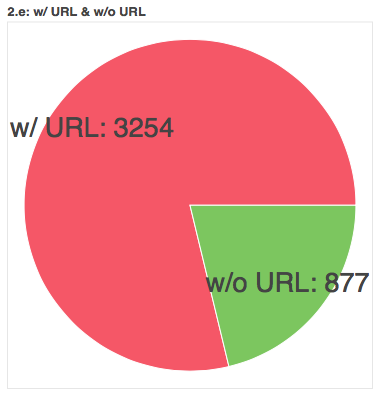 2.e: w/ URL & w/o URL
w/ URL: 3254
w/o URL: 877